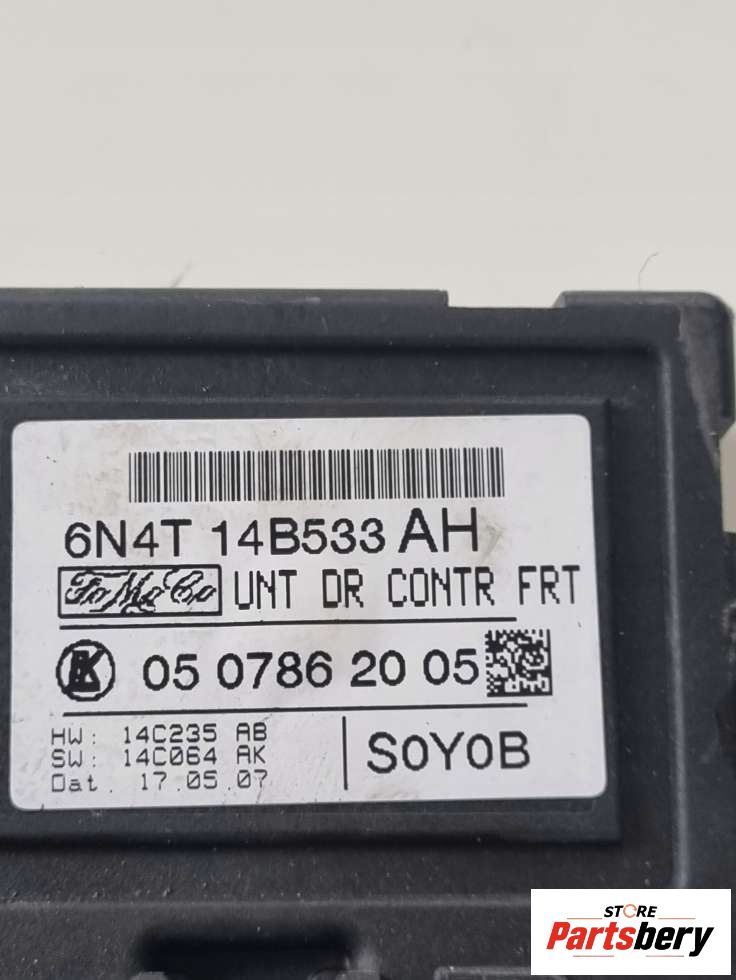 6N4T 14B533 AH
FoMoCo UNT DR CONTR FRT
05 0786 20 05
HW: 14C235 AB
SW: 14C064 AK
Dat. 17.05.07
S0Y0B
STORE
Partsbery